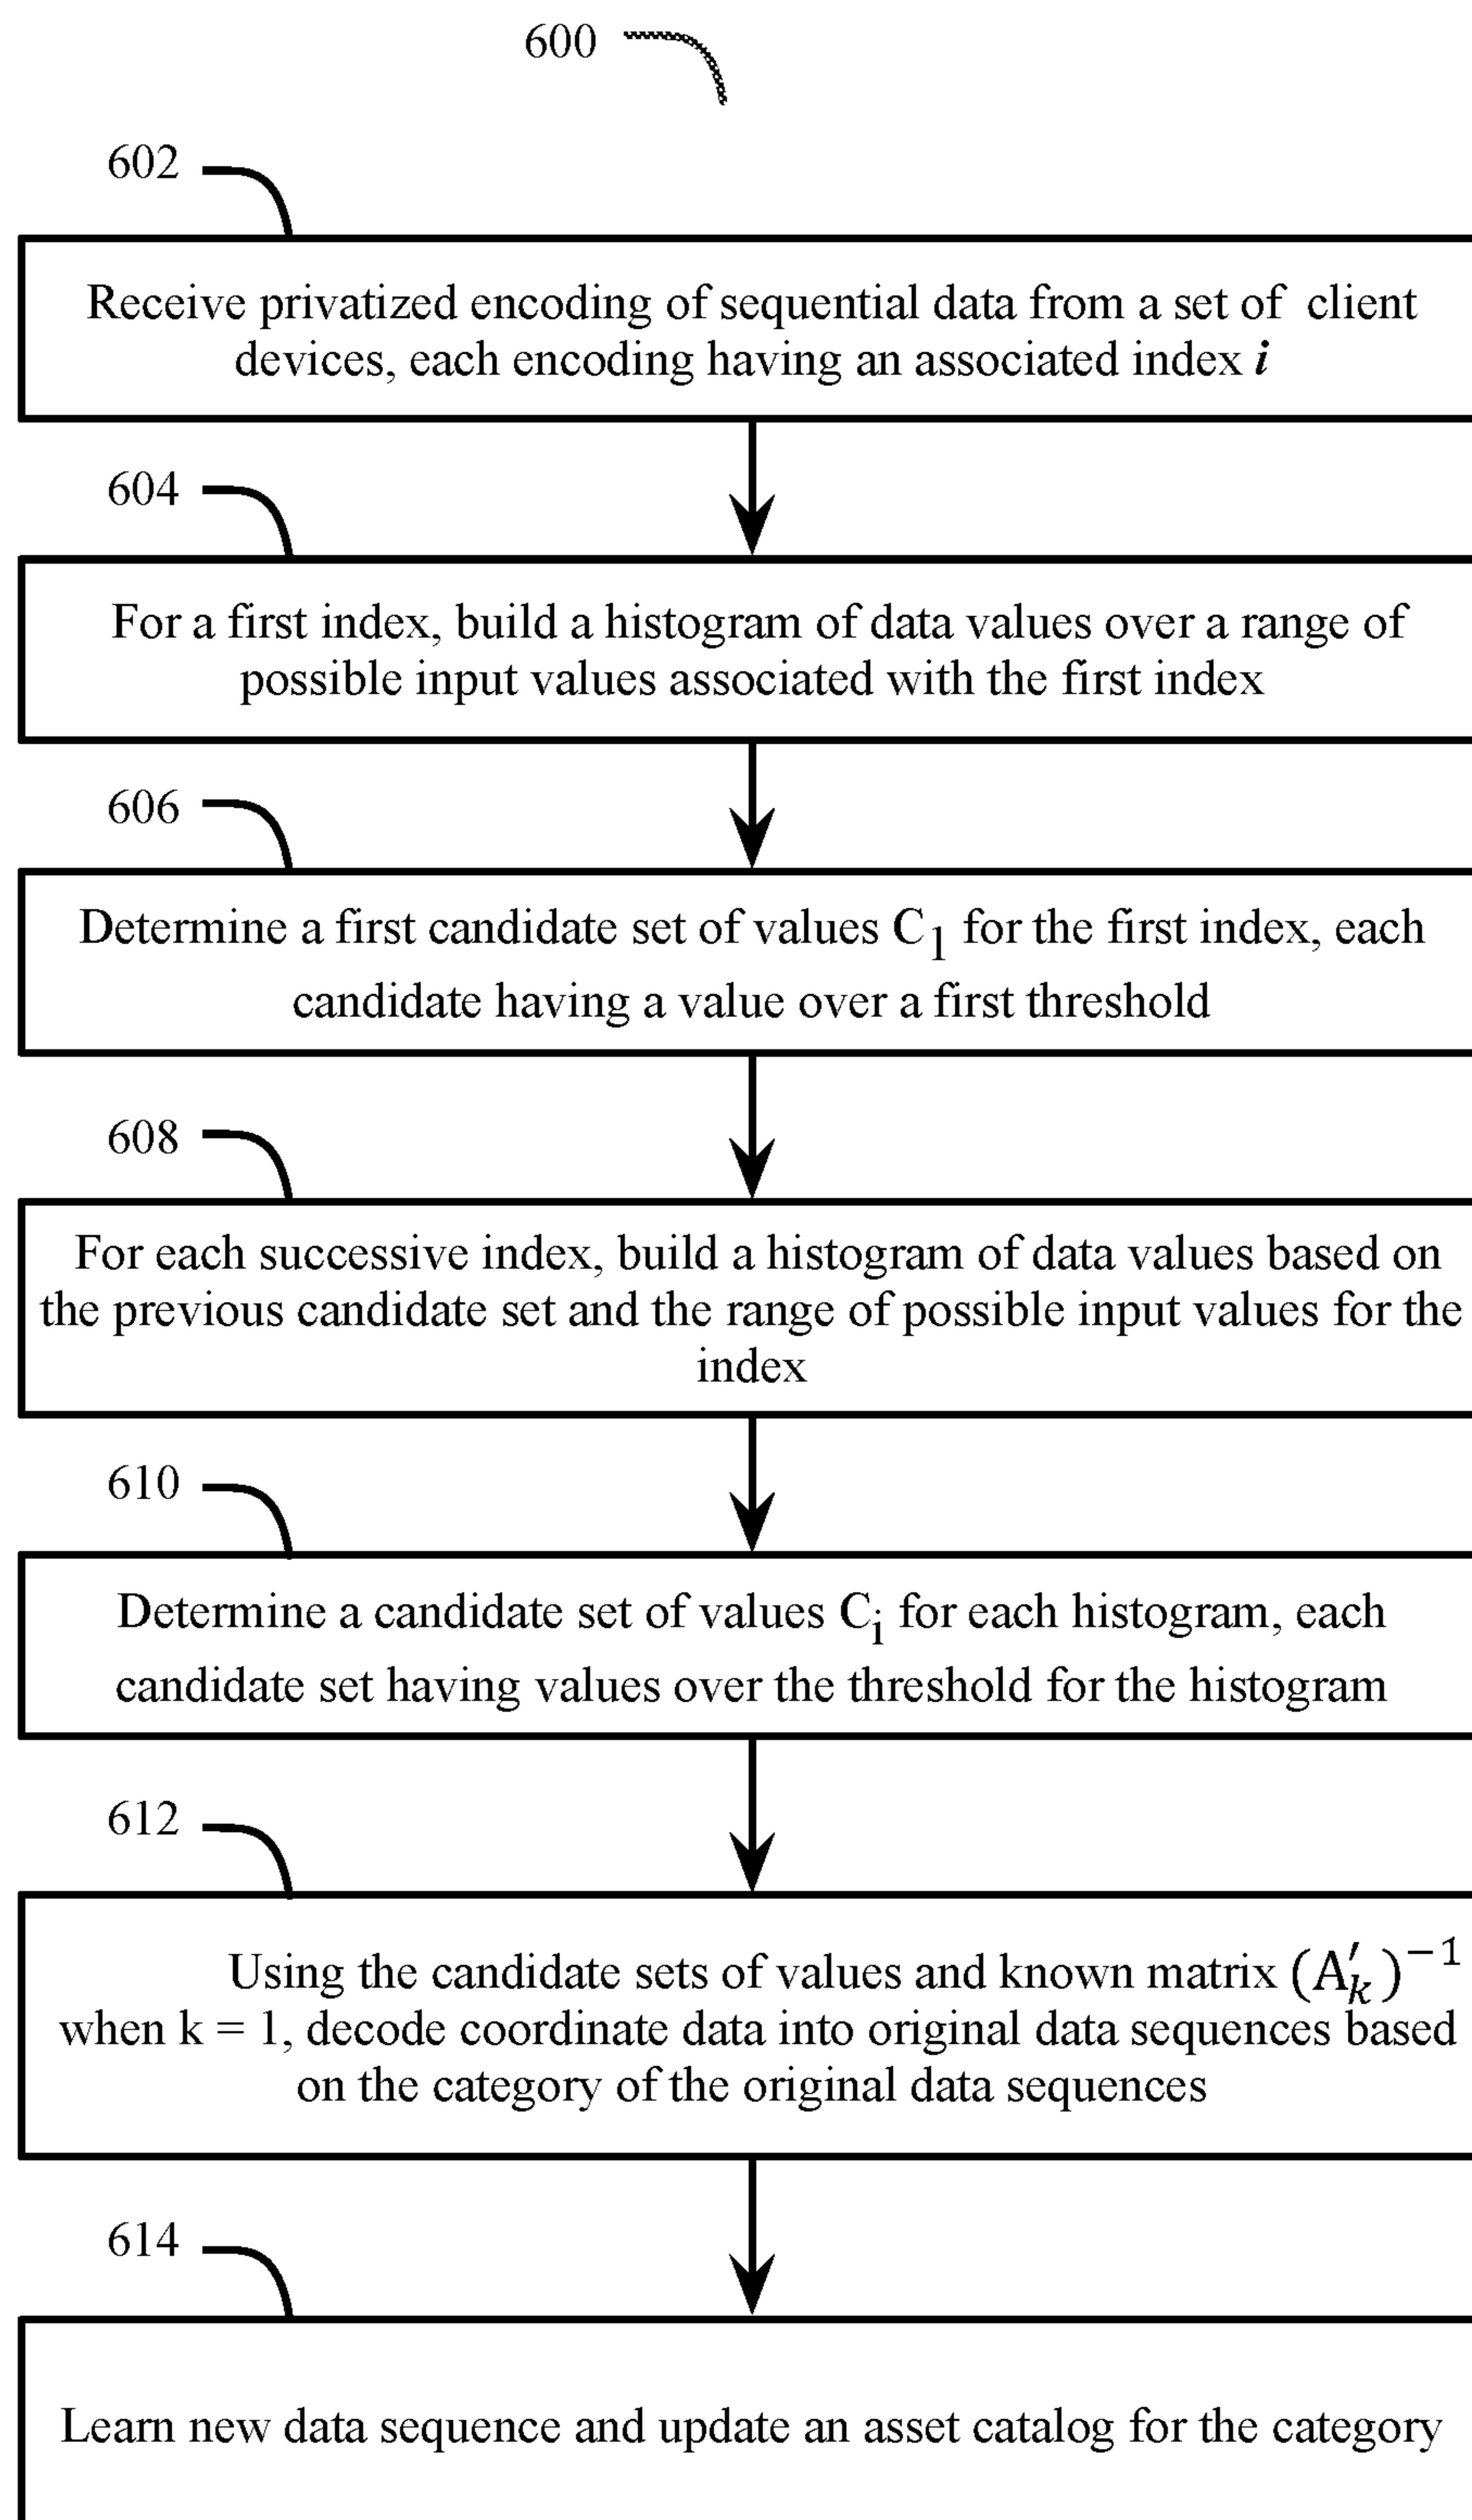 600
602
Receive privatized encoding of sequential data from a set of client
devices, each encoding having an associated index i
604
For a first index, build a histogram of data values over a range of
possible input values associated with the first index
606
Determine a first candidate set of values C₁ for the first index, each
candidate having a value over a first threshold
608
For each successive index, build a histogram of data values based on
the previous candidate set and the range of possible input values for the
index
610
Determine a candidate set of values Cᵢ for each histogram, each
candidate set having values over the threshold for the histogram
612
Using the candidate sets of values and known matrix (A′ₖ)⁻¹
when k = 1, decode coordinate data into original data sequences based
on the category of the original data sequences
614
Learn new data sequence and update an asset catalog for the category